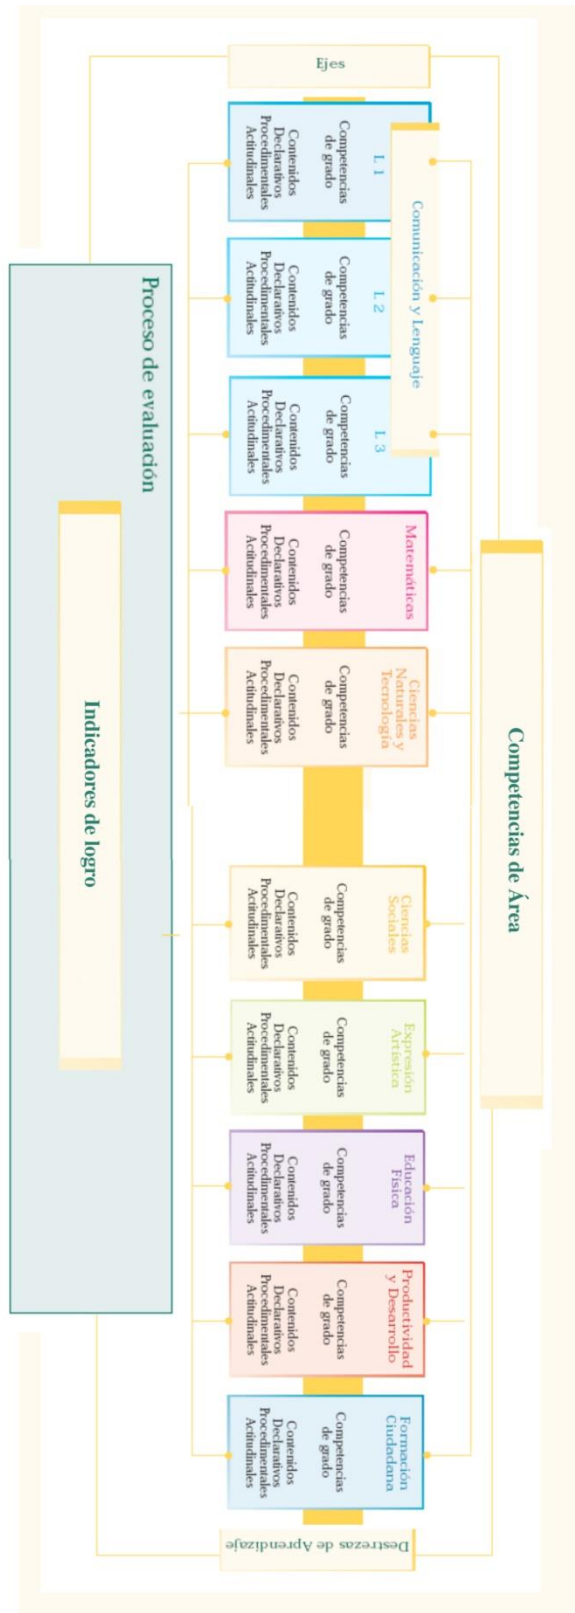 Competencias de Área
Ejes
Comunicación y Lenguaje
L 1
Competencias
de grado
Contenidos
Declarativos
Procedimentales
Actitudinales
L 2
Competencias
de grado
Contenidos
Declarativos
Procedimentales
Actitudinales
L 3
Competencias
de grado
Contenidos
Declarativos
Procedimentales
Actitudinales
Matemáticas
Competencias
de grado
Contenidos
Declarativos
Procedimentales
Actitudinales
Ciencias
Naturales y
Tecnología
Competencias
de grado
Contenidos
Declarativos
Procedimentales
Actitudinales
Ciencias
Sociales
Competencias
de grado
Contenidos
Declarativos
Procedimentales
Actitudinales
Expresión
Artística
Competencias
de grado
Contenidos
Declarativos
Procedimentales
Actitudinales
Educación
Física
Competencias
de grado
Contenidos
Declarativos
Procedimentales
Actitudinales
Productividad
y Desarrollo
Competencias
de grado
Contenidos
Declarativos
Procedimentales
Actitudinales
Formación
Ciudadana
Competencias
de grado
Contenidos
Declarativos
Procedimentales
Actitudinales
Destrezas de Aprendizaje
Proceso de evaluación
Indicadores de logro